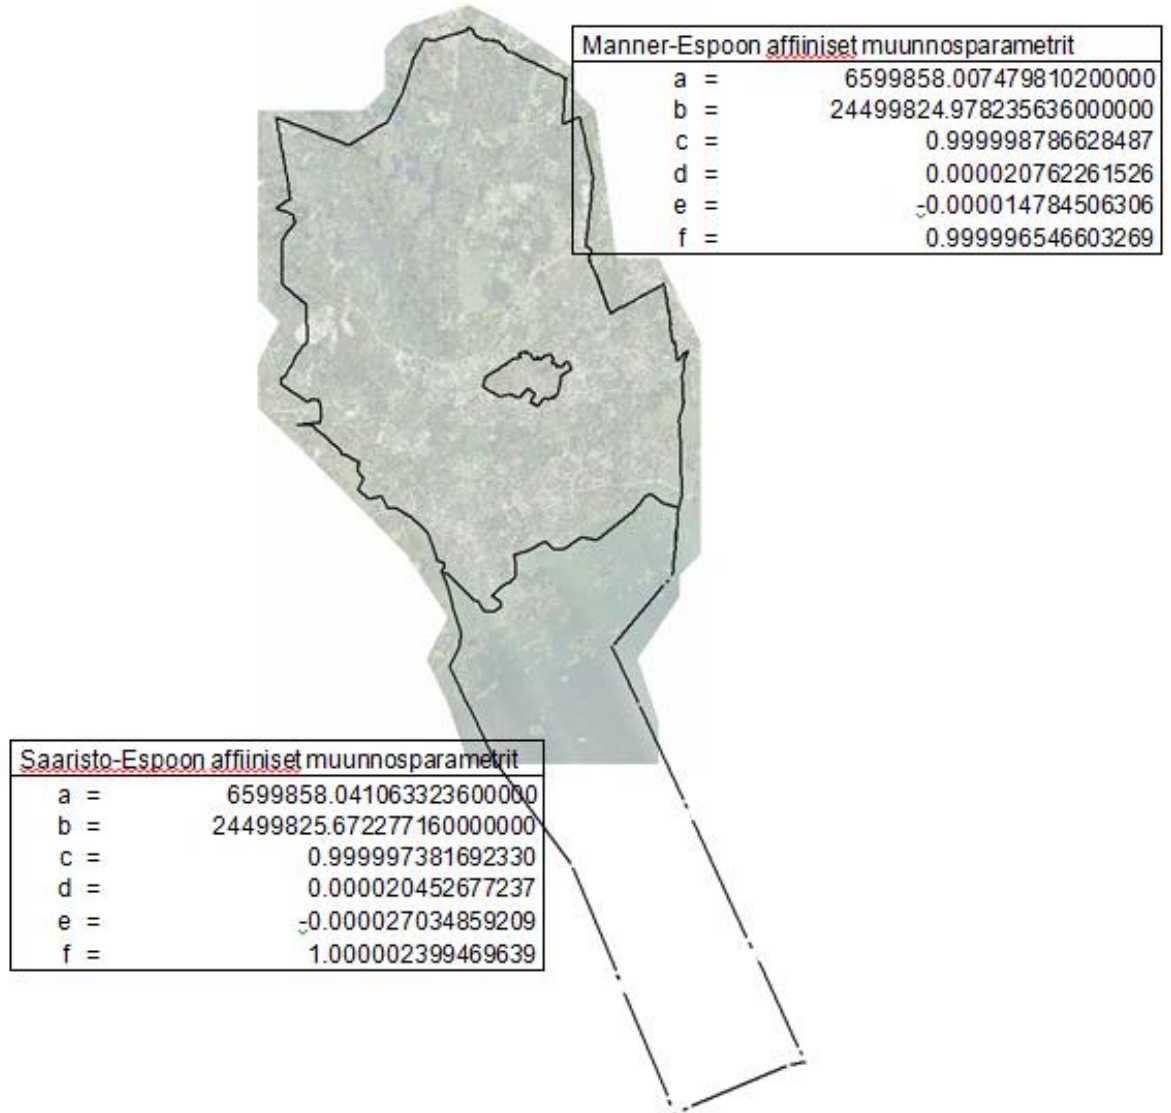 Manner-Espoon affiiniset muunnosparametrit
a = 6599858.007479810200000
b = 24499824.978235636000000
c = 0.999998786628487
d = 0.000020762261526
e = -0.000014784506306
f = 0.999996546603269
Saaristo-Espoon affiiniset muunnosparametrit
a = 6599858.041063323600000
b = 24499825.672277160000000
c = 0.999997381692330
d = 0.000020452677237
e = -0.000027034859209
f = 1.000002399469639